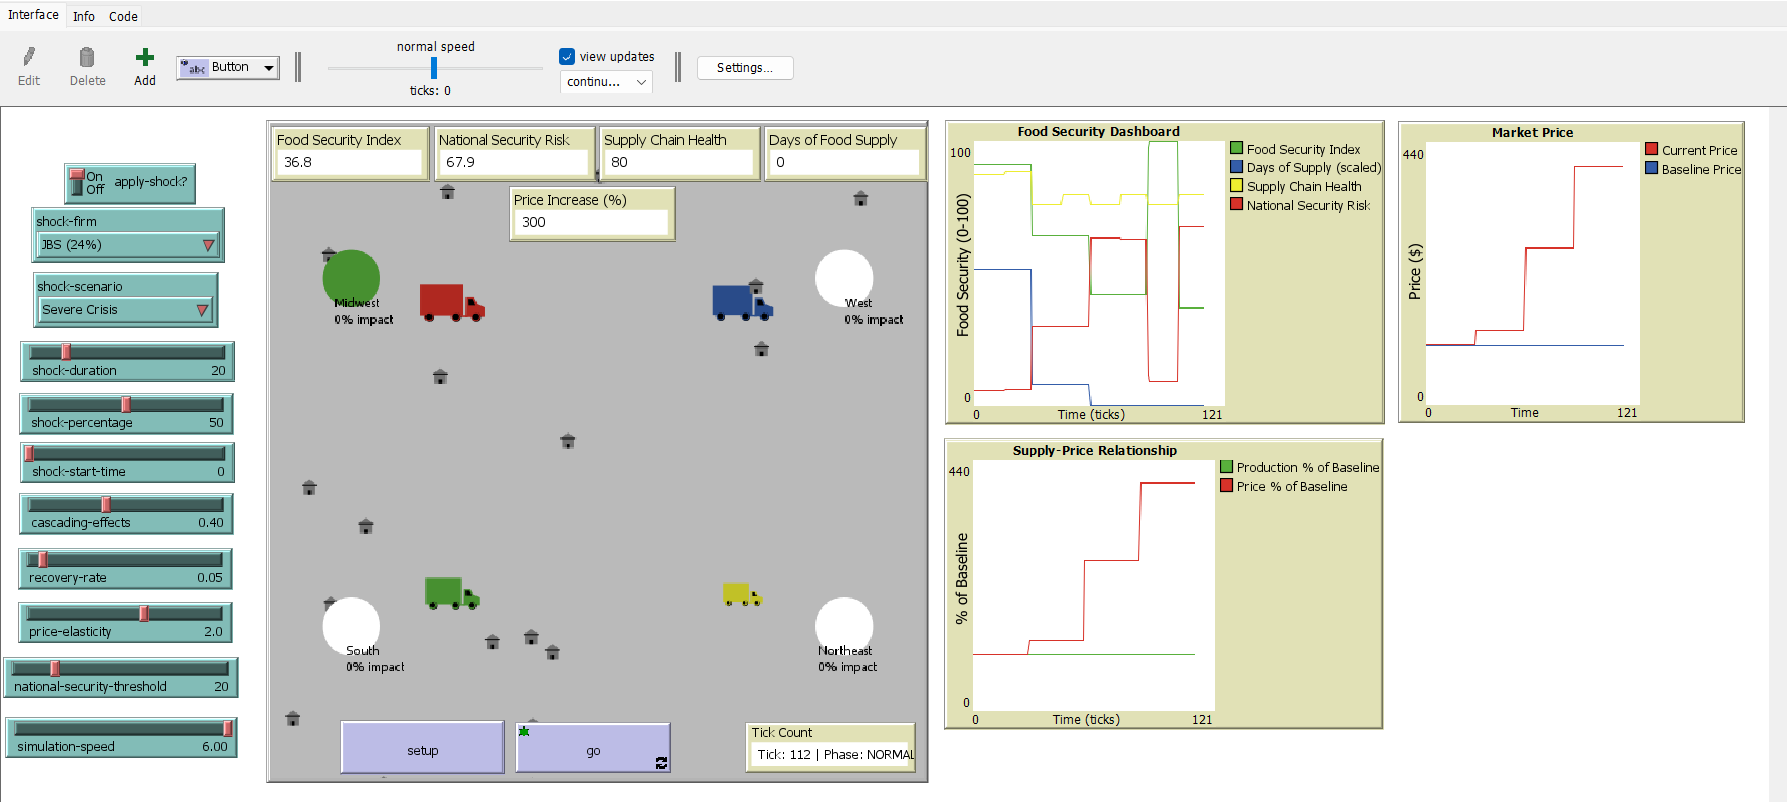 Interface Info Code
Edit
Delete
Add
abc Button
normal speed
ticks: 0
view updates
continu...
Settings...
On
Off
apply-shock?
shock-firm
JBS (24%)
shock-scenario
Severe Crisis
shock-duration 20
shock-percentage 50
shock-start-time 0
cascading-effects 0.40
recovery-rate 0.05
price-elasticity 2.0
national-security-threshold 20
simulation-speed 6.00
Food Security Index
36.8
National Security Risk
67.9
Supply Chain Health
80
Days of Food Supply
0
Price Increase (%)
300
Midwest
0% impact
West
0% impact
South
0% impact
Northeast
0% impact
setup
go
Tick Count
Tick: 112 | Phase: NORMAL
Food Security Dashboard
100
Food Security (0-100)
0
0
Time (ticks)
121
Food Security Index
Days of Supply (scaled)
Supply Chain Health
National Security Risk
Market Price
440
Price ($)
0
0
Time
121
Current Price
Baseline Price
Supply-Price Relationship
440
% of Baseline
0
0
Time (ticks)
121
Production % of Baseline
Price % of Baseline